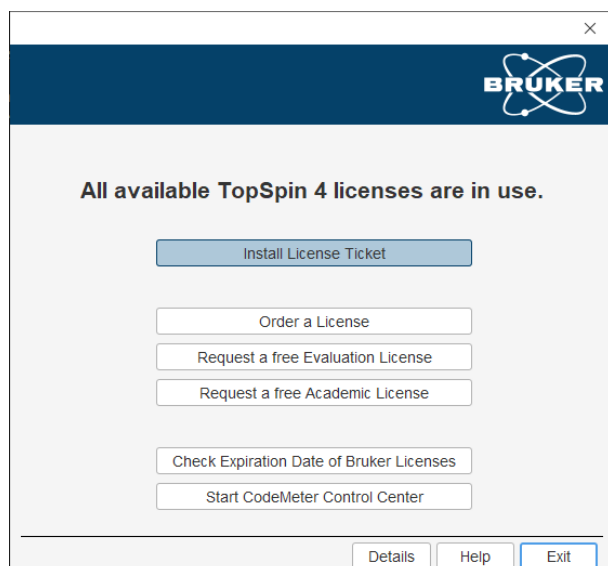 BRUKER
All available TopSpin 4 licenses are in use.
Install License Ticket
Order a License
Request a free Evaluation License
Request a free Academic License
Check Expiration Date of Bruker Licenses
Start CodeMeter Control Center
Details Help Exit